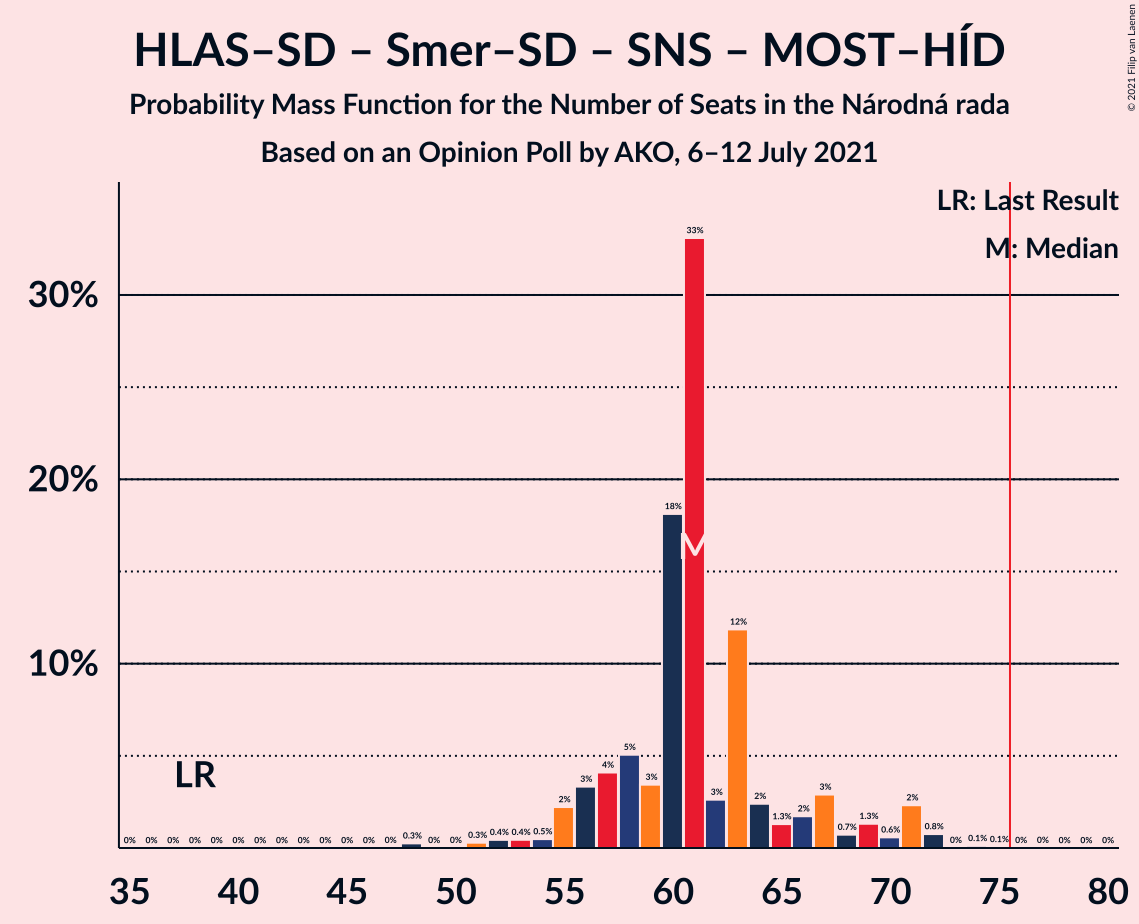 HLAS–SD – Smer–SD – SNS – MOST–HÍD
Probability Mass Function for the Number of Seats in the Národná rada
Based on an Opinion Poll by AKO, 6–12 July 2021
© 2021 Filip van Laenen
LR: Last Result
M: Median
30%
20%
10%
LR
M
0% 0% 0% 0% 0% 0% 0% 0% 0% 0% 0% 0% 0% 0.3% 0% 0% 0.3% 0.4% 0.4% 0.5% 2% 3% 4% 5% 3% 18% 33% 3% 12% 2% 1.3% 2% 3% 0.7% 1.3% 0.6% 2% 0.8% 0% 0.1% 0.1% 0% 0% 0% 0% 0%
35 40 45 50 55 60 65 70 75 80